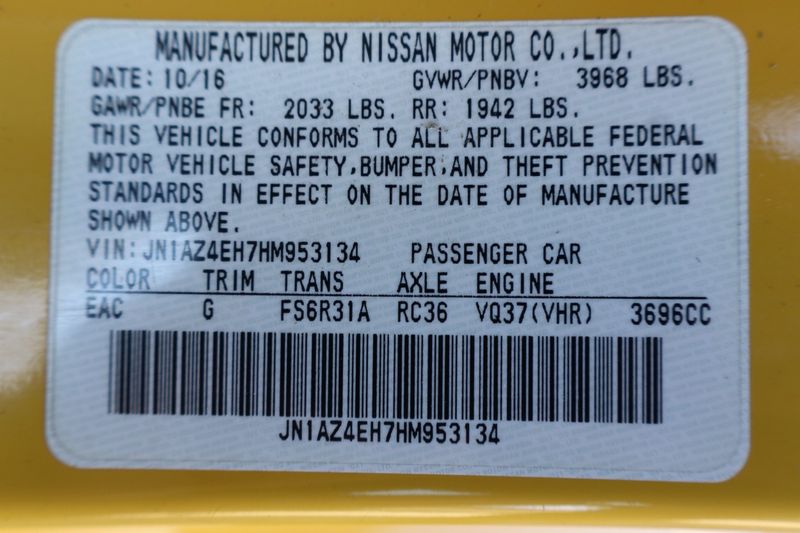 MANUFACTURED BY NISSAN MOTOR CO.,LTD.
DATE: 10/16 GVWR/PNBV: 3968 LBS.
GAWR/PNBE FR: 2033 LBS. RR: 1942 LBS.
THIS VEHICLE CONFORMS TO ALL APPLICABLE FEDERAL
MOTOR VEHICLE SAFETY,BUMPER,AND THEFT PREVENTION
STANDARDS IN EFFECT ON THE DATE OF MANUFACTURE
SHOWN ABOVE.
VIN: JN1AZ4EH7HM953134 PASSENGER CAR
COLOR TRIM TRANS AXLE ENGINE
EAC G FS6R31A RC36 VQ37(VHR) 3696CC
JN1AZ4EH7HM953134